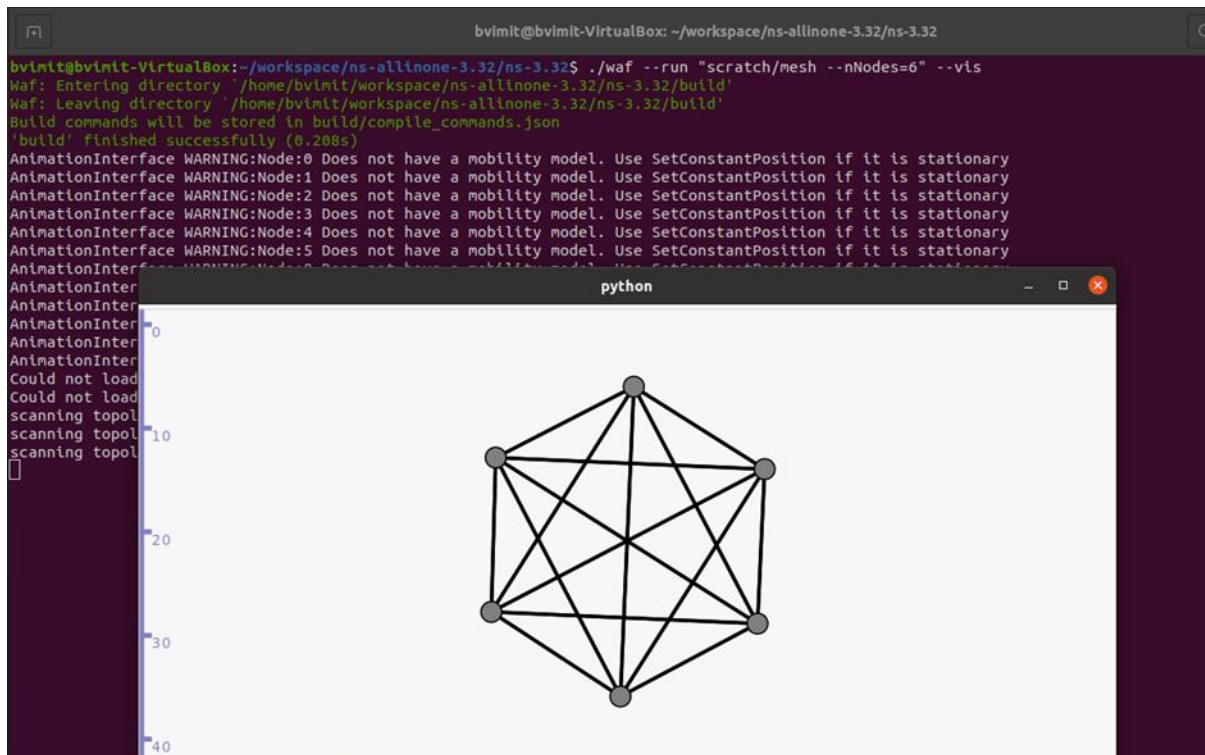 bvimit@bvimit-VirtualBox: ~/workspace/ns-allinone-3.32/ns-3.32
bvimit@bvimit-VirtualBox:~/workspace/ns-allinone-3.32/ns-3.32$ ./waf --run "scratch/mesh --nNodes=6" --vis
Waf: Entering directory `/home/bvimit/workspace/ns-allinone-3.32/ns-3.32/build'
Waf: Leaving directory `/home/bvimit/workspace/ns-allinone-3.32/ns-3.32/build'
Build commands will be stored in build/compile_commands.json
'build' finished successfully (0.208s)
AnimationInterface WARNING:Node:0 Does not have a mobility model. Use SetConstantPosition if it is stationary
AnimationInterface WARNING:Node:1 Does not have a mobility model. Use SetConstantPosition if it is stationary
AnimationInterface WARNING:Node:2 Does not have a mobility model. Use SetConstantPosition if it is stationary
AnimationInterface WARNING:Node:3 Does not have a mobility model. Use SetConstantPosition if it is stationary
AnimationInterface WARNING:Node:4 Does not have a mobility model. Use SetConstantPosition if it is stationary
AnimationInterface WARNING:Node:5 Does not have a mobility model. Use SetConstantPosition if it is stationary
AnimationInter
AnimationInter
AnimationInter
AnimationInter
AnimationInter
AnimationInter
Could not load
Could not load
scanning topol
scanning topol
scanning topol
python
0
10
20
30
40